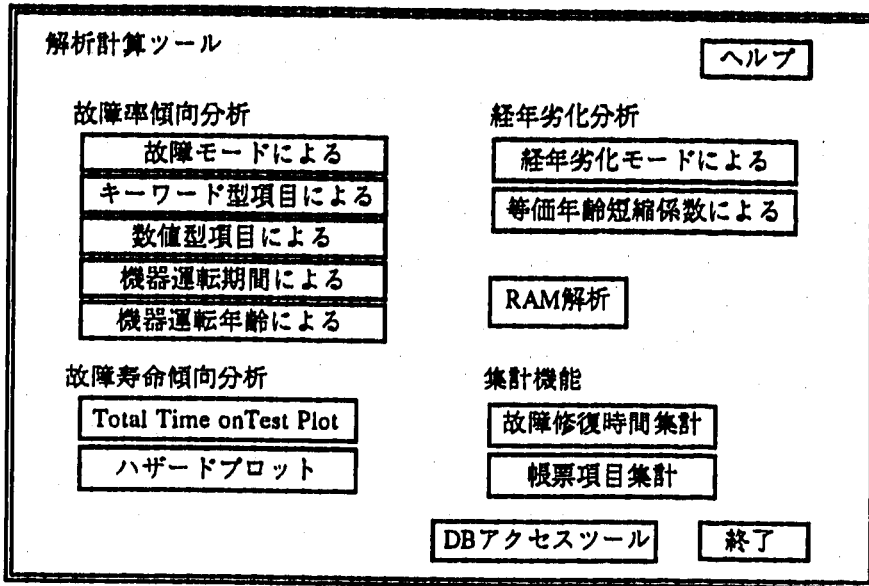 解析計算ツール
ヘルプ
故障率傾向分析
故障モードによる
キーワード型項目による
数値型項目による
機器運転期間による
機器運転年齢による
経年劣化分析
経年劣化モードによる
等価年齢短縮係数による
RAM解析
故障寿命傾向分析
Total Time onTest Plot
ハザードプロット
集計機能
故障修復時間集計
帳票項目集計
DBアクセスツール
終了